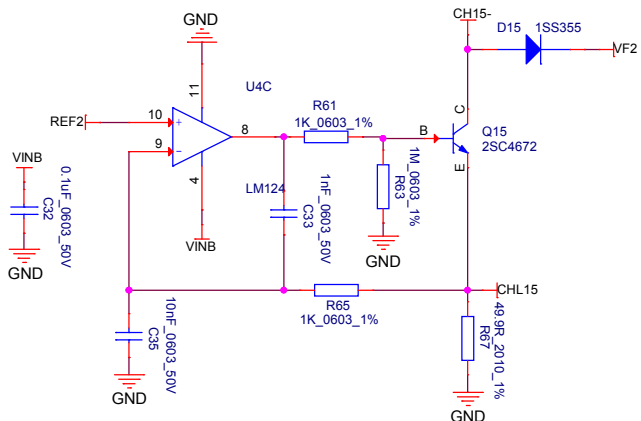 GND
CH15-
D15
1SS355
VF2
11
U4C
R61
1K_0603_1%
C
REF2
10
+
8
B
Q15
2SC4672
9
−
VINB
E
LM124
4
1M_0603_1%
R63
0.1uF_0603_50V
C32
1nF_0603_50V
C33
VINB
GND
GND
CHL15
R65
1K_0603_1%
10nF_0603_50V
C35
49.9R_2010_1%
R67
GND
GND